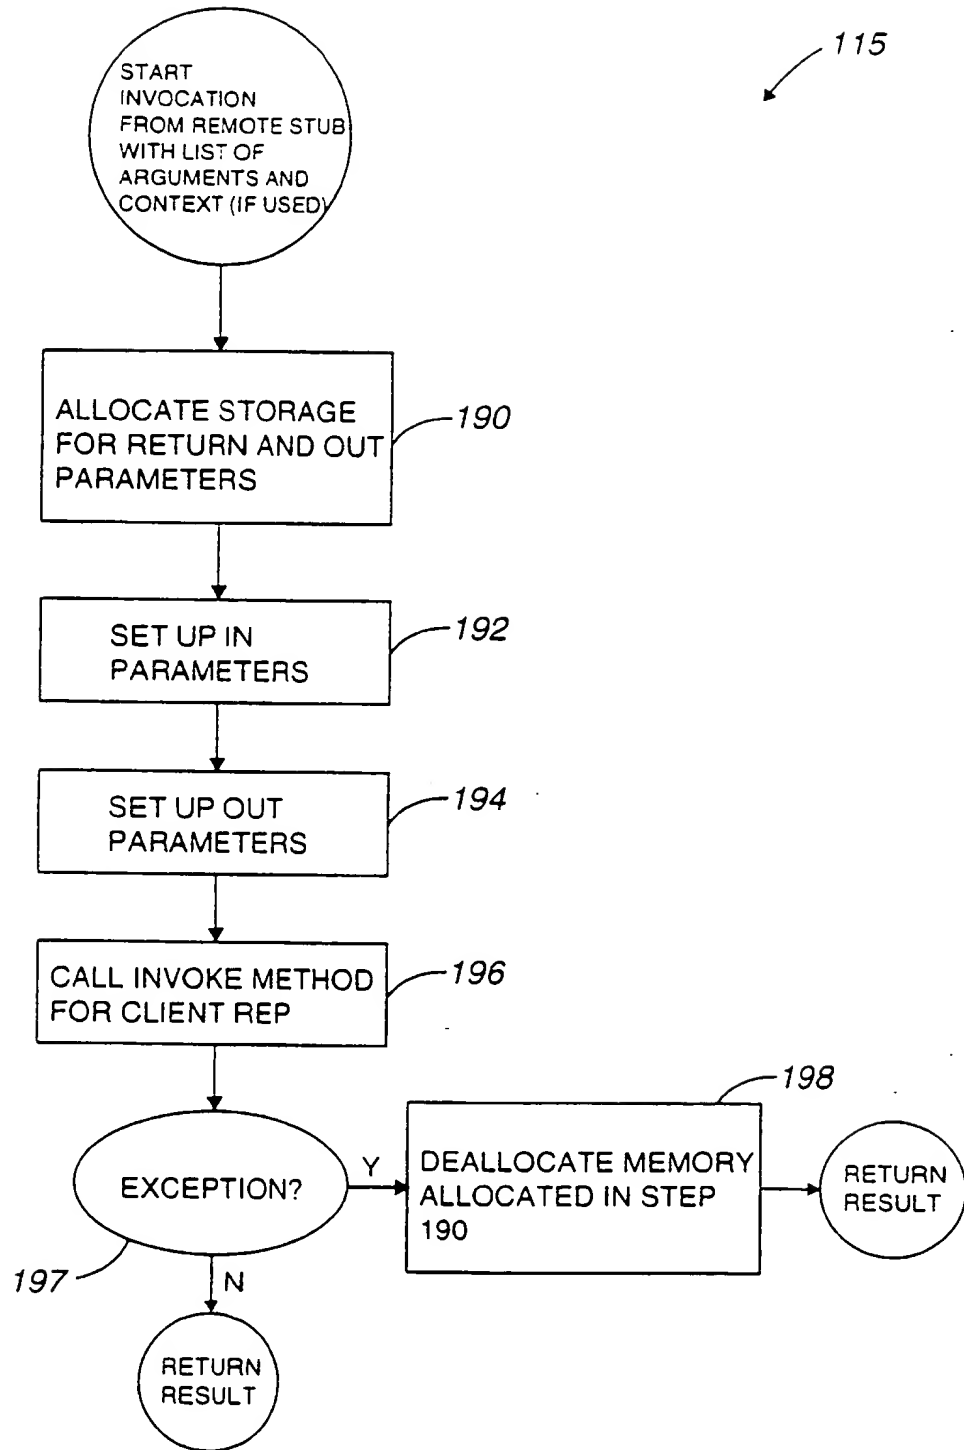 115
START
INVOCATION
FROM REMOTE STUB
WITH LIST OF
ARGUMENTS AND
CONTEXT (IF USED)
ALLOCATE STORAGE
FOR RETURN AND OUT
PARAMETERS
190
SET UP IN
PARAMETERS
192
SET UP OUT
PARAMETERS
194
CALL INVOKE METHOD
FOR CLIENT REP
196
EXCEPTION?
197
Y
DEALLOCATE MEMORY
ALLOCATED IN STEP
190
198
RETURN
RESULT
N
RETURN
RESULT